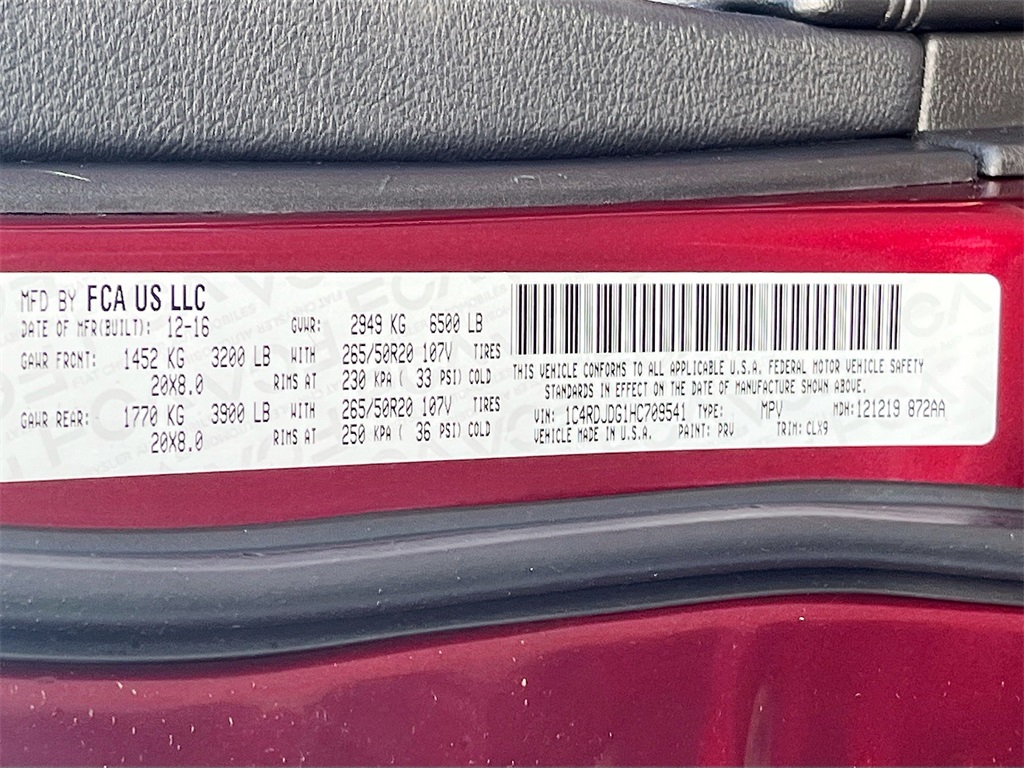 MFD BY FCA US LLC
DATE OF MFR(BUILT): 12-16 GVWR: 2949 KG 6500 LB
GAWR FRONT: 1452 KG 3200 LB WITH 265/50R20 107V TIRES
20X8.0 RIMS AT 230 KPA ( 33 PSI) COLD
GAWR REAR: 1770 KG 3900 LB WITH 265/50R20 107V TIRES
20X8.0 RIMS AT 250 KPA ( 36 PSI) COLD
THIS VEHICLE CONFORMS TO ALL APPLICABLE U.S.A. FEDERAL MOTOR VEHICLE SAFETY
STANDARDS IN EFFECT ON THE DATE OF MANUFACTURE SHOWN ABOVE.
VIN: 1C4RDJDG1HC709541 TYPE: MPV MDH:121219 872AA
VEHICLE MADE IN U.S.A. PAINT: PRV TRIM: CLX9